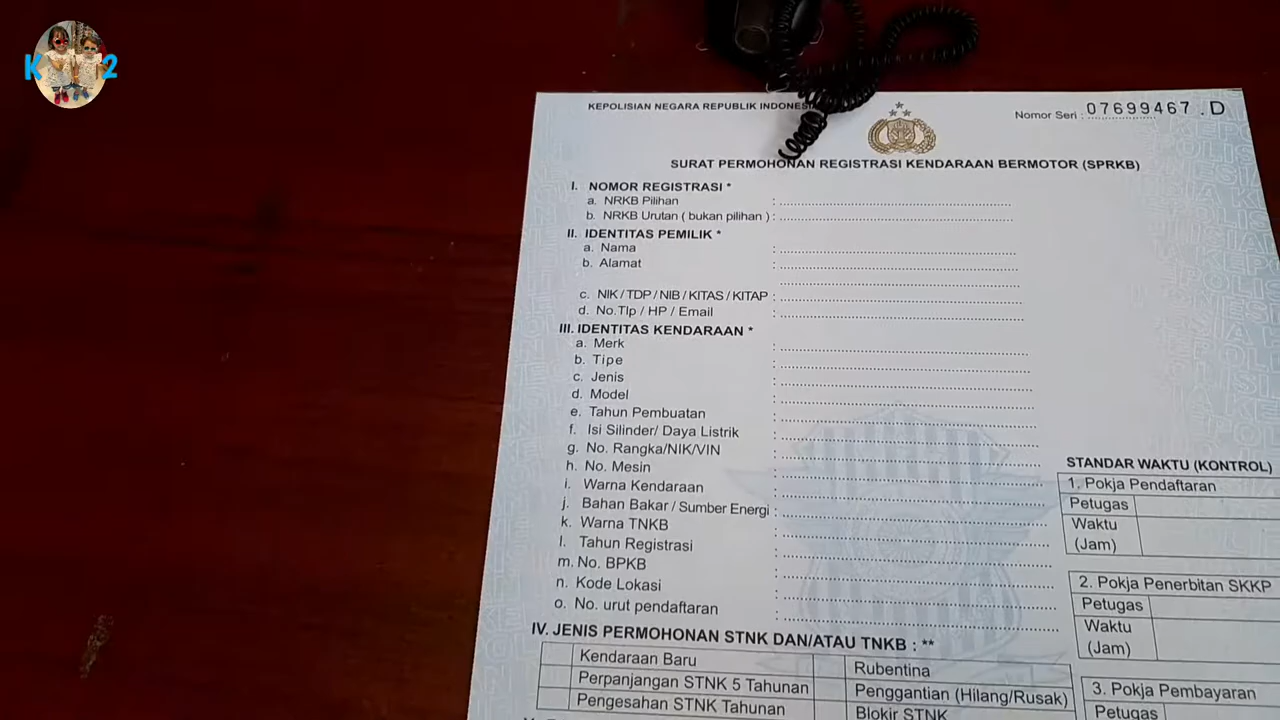 K 2
KEPOLISIAN NEGARA REPUBLIK INDONESI
Nomor Seri : 07699467 .D
SURAT PERMOHONAN REGISTRASI KENDARAAN BERMOTOR (SPRKB)
I. NOMOR REGISTRASI *
a. NRKB Pilihan :
b. NRKB Urutan ( bukan pilihan ) :
II. IDENTITAS PEMILIK *
a. Nama :
b. Alamat :
c. NIK / TDP / NIB / KITAS / KITAP :
d. No.Tlp / HP / Email :
III. IDENTITAS KENDARAAN *
a. Merk :
b. Tipe :
c. Jenis :
d. Model :
e. Tahun Pembuatan :
f. Isi Silinder/ Daya Listrik :
g. No. Rangka/NIK/VIN :
h. No. Mesin :
i. Warna Kendaraan :
j. Bahan Bakar / Sumber Energi :
k. Warna TNKB :
l. Tahun Registrasi :
m. No. BPKB :
n. Kode Lokasi :
o. No. urut pendaftaran :
IV. JENIS PERMOHONAN STNK DAN/ATAU TNKB : **
Kendaraan Baru Rubentina
Perpanjangan STNK 5 Tahunan Penggantian (Hilang/Rusak)
Pengesahan STNK Tahunan Blokir STNK
STANDAR WAKTU (KONTROL)
1. Pokja Pendaftaran
Petugas
Waktu
(Jam)
2. Pokja Penerbitan SKKP
Petugas
Waktu
(Jam)
3. Pokja Pembayaran
Petugas